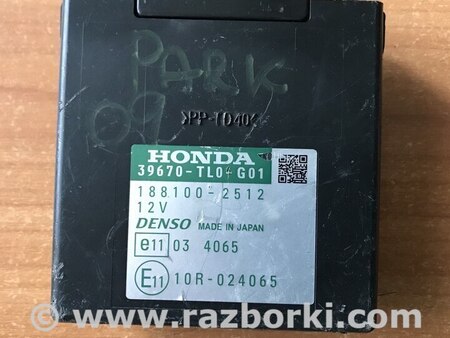 PARK
09
>PP-TD40<
HONDA
39670-TL0-G01
188100-2512
12V
DENSO MADE IN JAPAN
e11 03 4065
E11 10R-024065
www.razborki.com